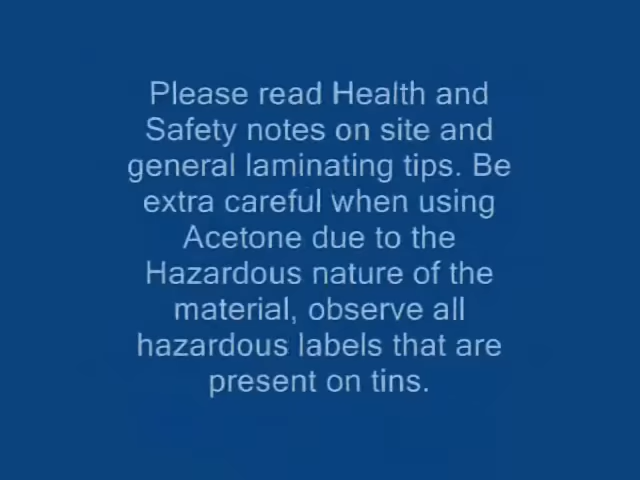 Please read Health and
Safety notes on site and
general laminating tips. Be
extra careful when using
Acetone due to the
Hazardous nature of the
material, observe all
hazardous labels that are
present on tins.